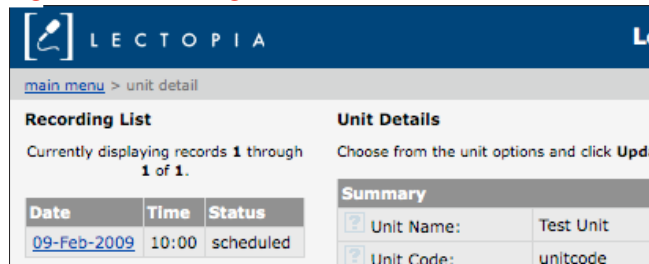 LECTOPIA
main menu > unit detail
Recording List
Currently displaying records 1 through
1 of 1.
Date Time Status
09-Feb-2009 10:00 scheduled
Unit Details
Choose from the unit options and click
Summary
? Unit Name: Test Unit
? Unit Code: unitcode